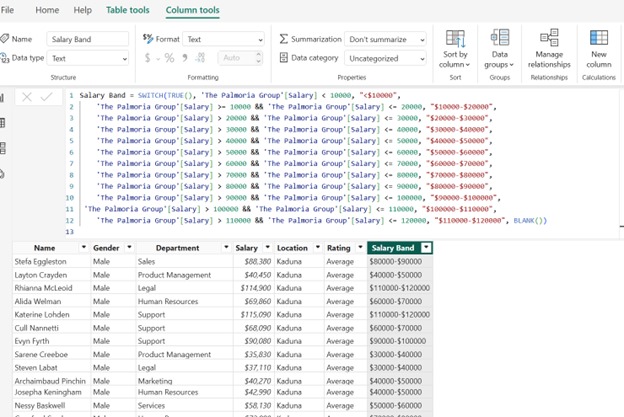 File Home Help Table tools Column tools
Name Salary Band $% Format Text Summarization Don't summarize
Data type Text $ - % Auto Data category Uncategorized
Sort by column Data groups Manage relationships New column
Structure Formatting Properties Sort Groups Relationships Calculations
1 Salary Band = SWITCH(TRUE(), 'The Palmoria Group'[Salary] < 10000, "<$10000",
2 'The Palmoria Group'[Salary] >= 10000 && 'The Palmoria Group'[Salary] <= 20000, "$10000-$20000",
3 'The Palmoria Group'[Salary] > 20000 && 'The Palmoria Group'[Salary] <= 30000, "$20000-$30000",
4 'The Palmoria Group'[Salary] > 30000 && 'The Palmoria Group'[Salary] <= 40000, "$30000-$40000",
5 'The Palmoria Group'[Salary] > 40000 && 'The Palmoria Group'[Salary] <= 50000, "$40000-$50000",
6 'The Palmoria Group'[Salary] > 50000 && 'The Palmoria Group'[Salary] <= 60000, "$50000-$60000",
7 'The Palmoria Group'[Salary] > 60000 && 'The Palmoria Group'[Salary] <= 70000, "$60000-$70000",
8 'The Palmoria Group'[Salary] > 70000 && 'The Palmoria Group'[Salary] <= 80000, "$70000-$80000",
9 'The Palmoria Group'[Salary] > 80000 && 'The Palmoria Group'[Salary] <= 90000, "$80000-$90000",
10 'The Palmoria Group'[Salary] > 90000 && 'The Palmoria Group'[Salary] <= 100000, "$90000-$100000",
11 'The Palmoria Group'[Salary] > 100000 && 'The Palmoria Group'[Salary] <= 110000, "$100000-$110000",
12 'The Palmoria Group'[Salary] > 110000 && 'The Palmoria Group'[Salary] <= 120000, "$110000-$120000", BLANK())
13
Name Gender Department Salary Location Rating Salary Band
Stefa Eggleston Male Sales $88,380 Kaduna Average $80000-$90000
Layton Crayden Male Product Management $40,450 Kaduna Average $40000-$50000
Rhianna McLeoid Male Legal $114,900 Kaduna Average $110000-$120000
Alida Welman Male Human Resources $69,860 Kaduna Average $60000-$70000
Katerine Lohden Male Support $115,090 Kaduna Average $110000-$120000
Cull Nannetti Male Support $68,090 Kaduna Average $60000-$70000
Evyn Fyrth Male Support $90,080 Kaduna Average $90000-$100000
Sarene Creeboe Male Product Management $35,830 Kaduna Average $30000-$40000
Steven Labat Male Legal $37,110 Kaduna Average $30000-$40000
Archaimbaud Pinchin Male Marketing $40,270 Kaduna Average $40000-$50000
Josepha Keningham Male Human Resources $42,990 Kaduna Average $40000-$50000
Nessy Baskwell Male Services $58,130 Kaduna Average $50000-$60000